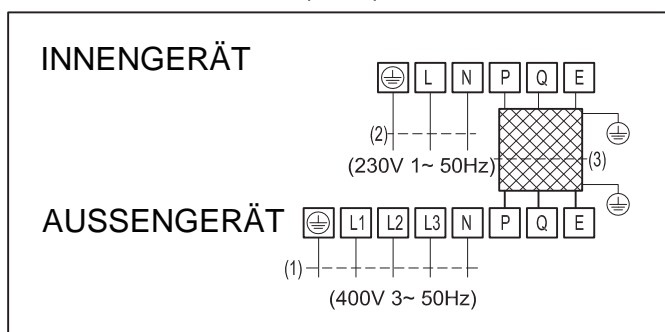 INNENGERÄT
L N P Q E
(2)
(230V 1~ 50Hz)
(3)
AUSSENGERÄT
L1 L2 L3 N P Q E
(1)
(400V 3~ 50Hz)